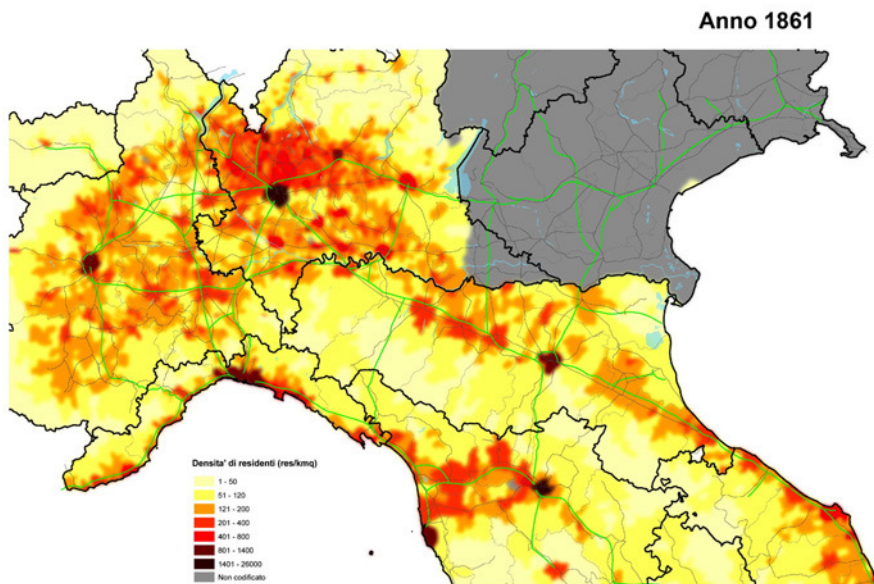 Anno 1861
Densita' di residenti (res/kmq)
1 - 50
51 - 120
121 - 200
201 - 400
401 - 800
801 - 1400
1401 - 26000
Non codificato